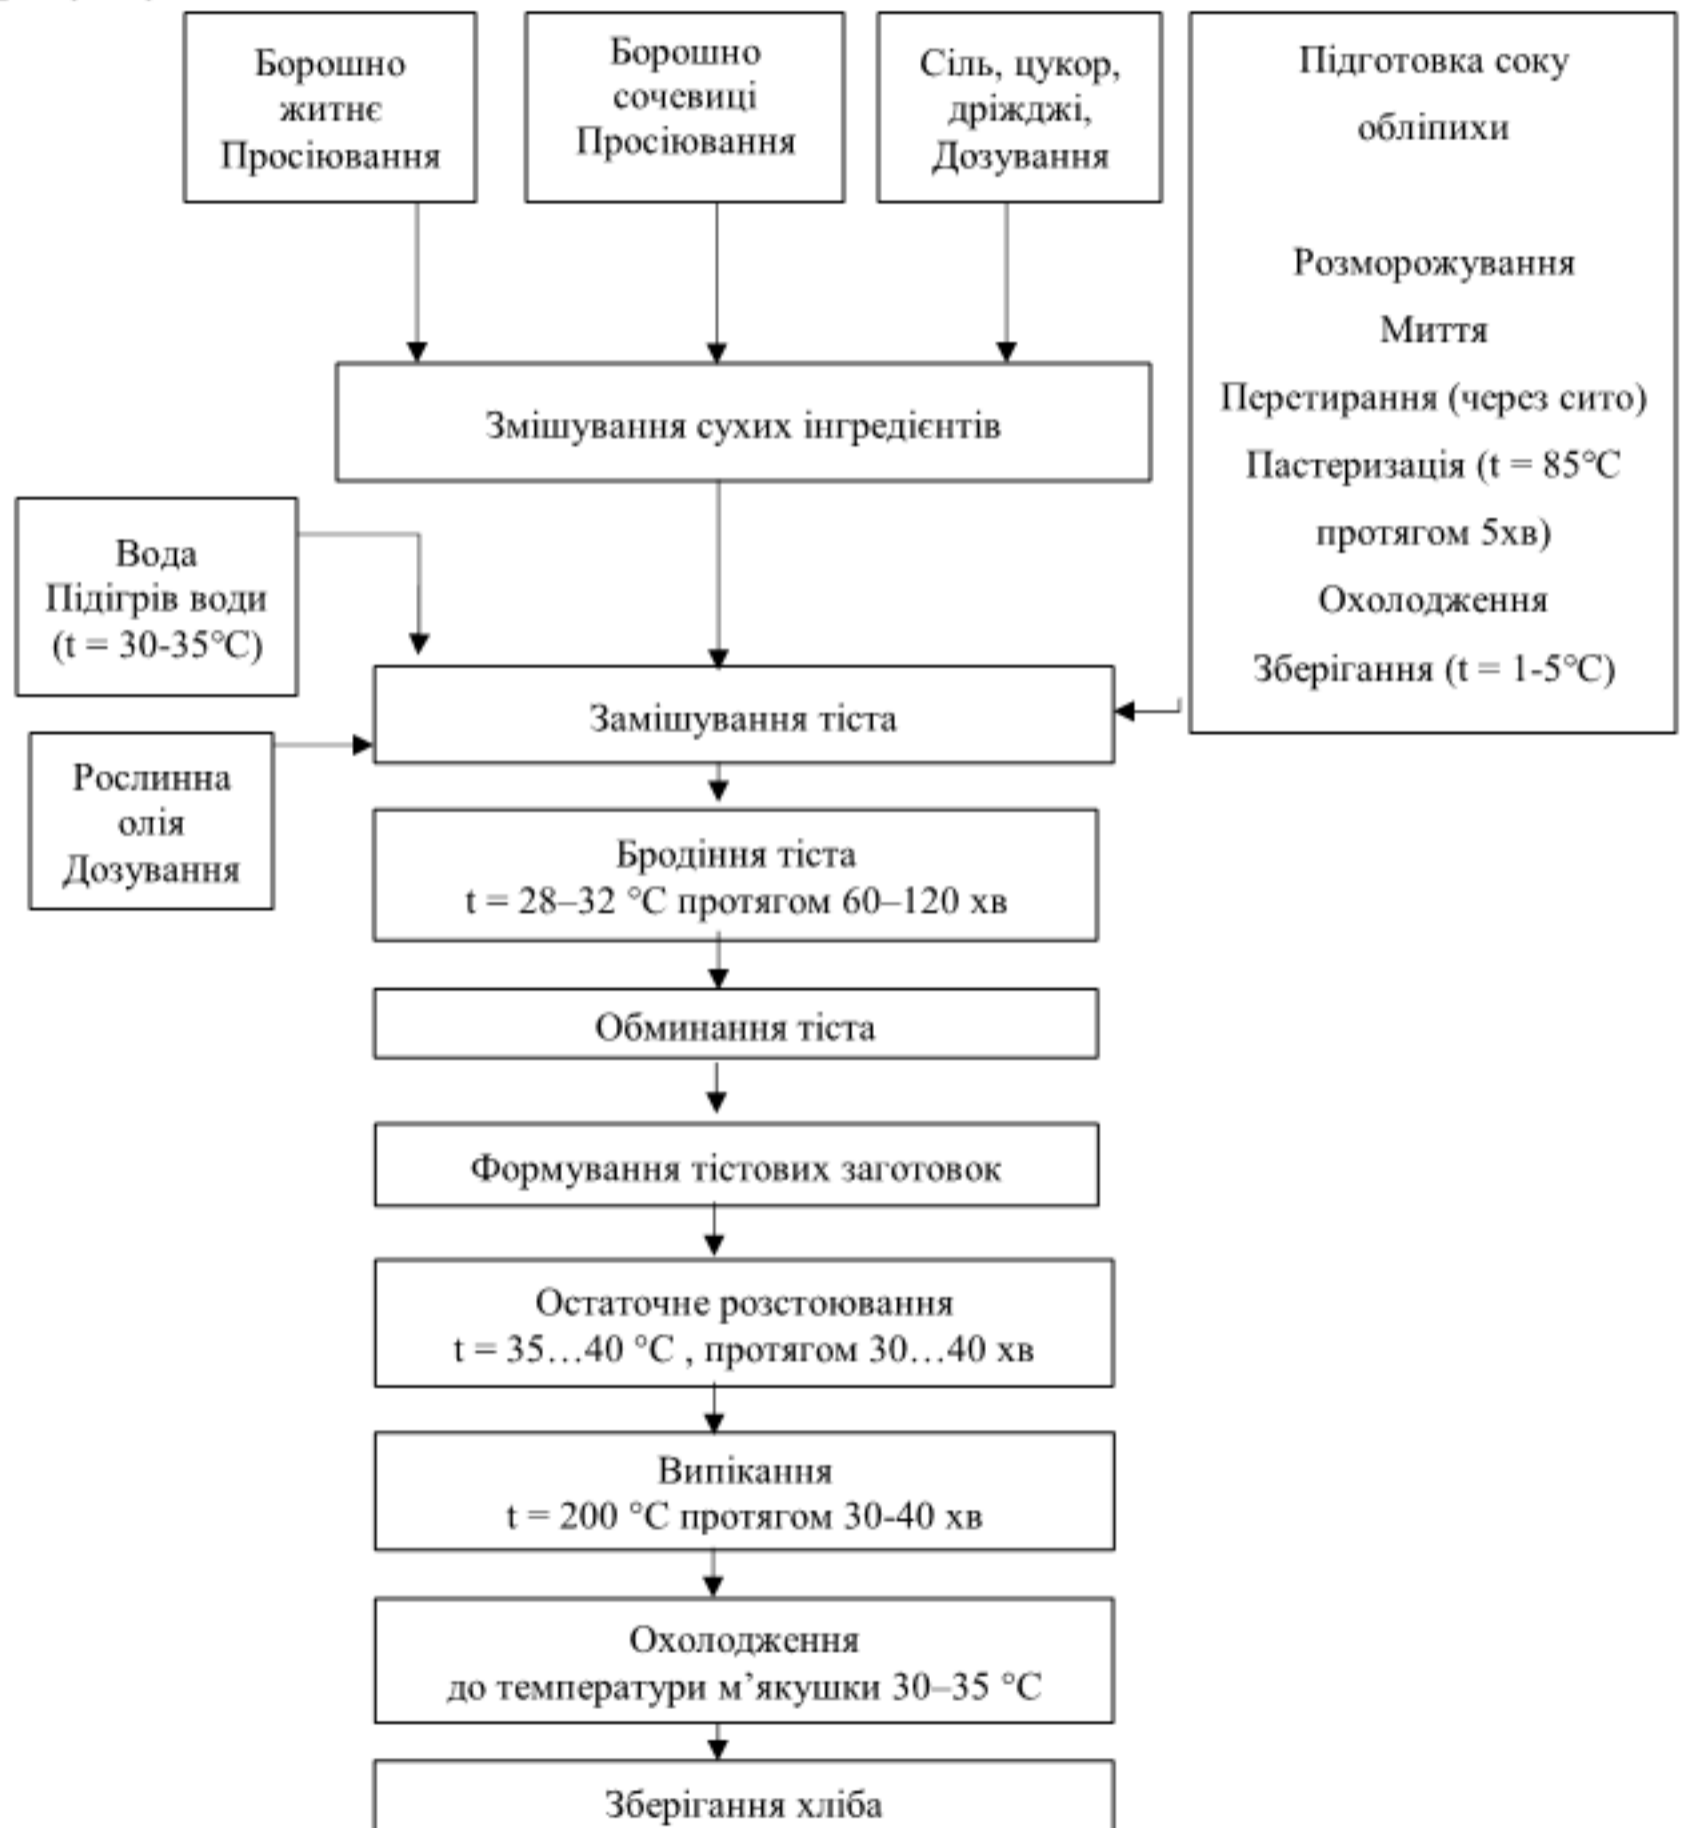 Борошно
житнє
Просіювання
Борошно
сочевиці
Просіювання
Сіль, цукор,
дріжджі,
Дозування
Підготовка соку
обліпихи
Розморожування
Миття
Перетирання (через сито)
Пастеризація (t = 85°C
протягом 5хв)
Охолодження
Зберігання (t = 1-5°C)
Змішування сухих інгредієнтів
Вода
Підігрів води
(t = 30-35°C)
Замішування тіста
Рослинна
олія
Дозування
Бродіння тіста
t = 28–32 °C протягом 60–120 хв
Обминання тіста
Формування тістових заготовок
Остаточне розстоювання
t = 35…40 °C , протягом 30…40 хв
Випікання
t = 200 °C протягом 30-40 хв
Охолодження
до температури м’якушки 30–35 °C
Зберігання хліба